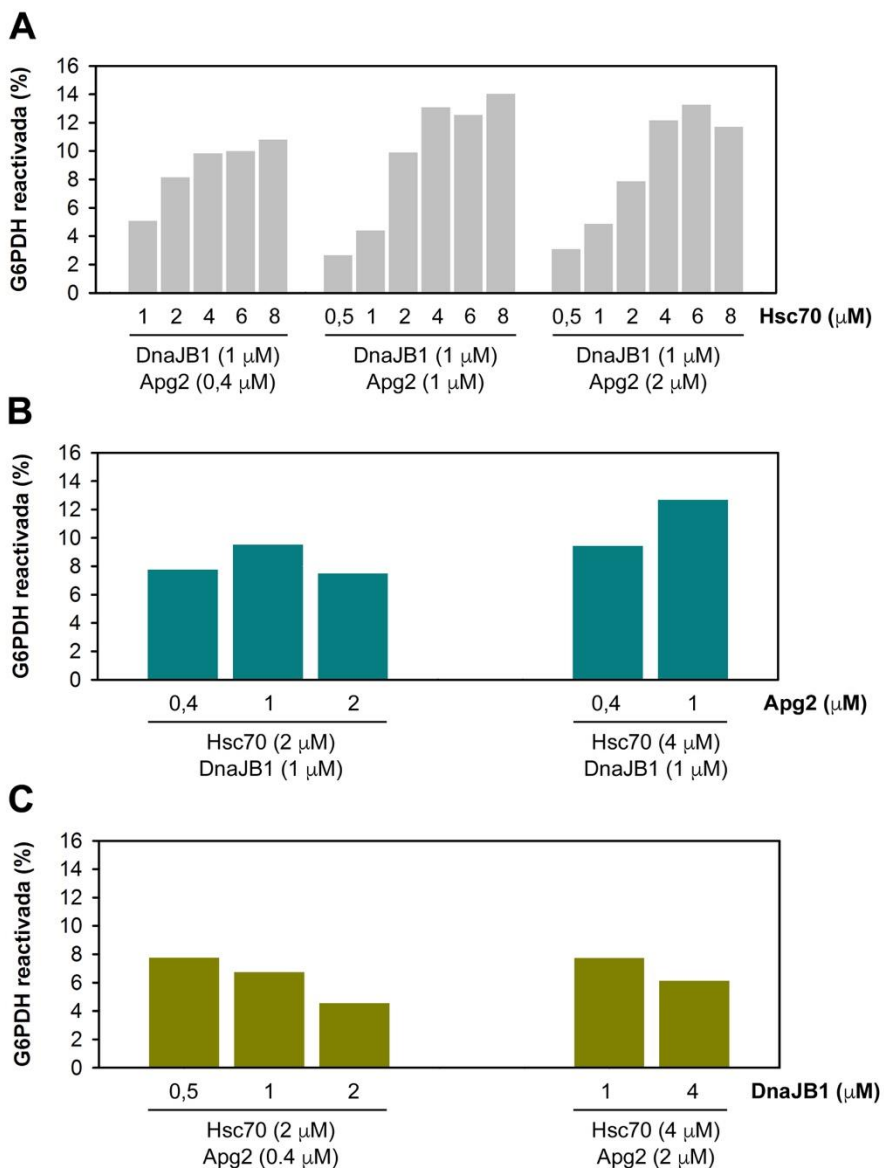 A
G6PDH reactivada (%)
16
14
12
10
8
6
4
2
0
1 2 4 6 8 0,5 1 2 4 6 8 0,5 1 2 4 6 8 Hsc70 (μM)
DnaJB1 (1 μM) DnaJB1 (1 μM) DnaJB1 (1 μM)
Apg2 (0,4 μM) Apg2 (1 μM) Apg2 (2 μM)
B
G6PDH reactivada (%)
16
14
12
10
8
6
4
2
0
0,4 1 2 0,4 1 Apg2 (μM)
Hsc70 (2 μM) Hsc70 (4 μM)
DnaJB1 (1 μM) DnaJB1 (1 μM)
C
G6PDH reactivada (%)
16
14
12
10
8
6
4
2
0
0,5 1 2 1 4 DnaJB1 (μM)
Hsc70 (2 μM) Hsc70 (4 μM)
Apg2 (0.4 μM) Apg2 (2 μM)